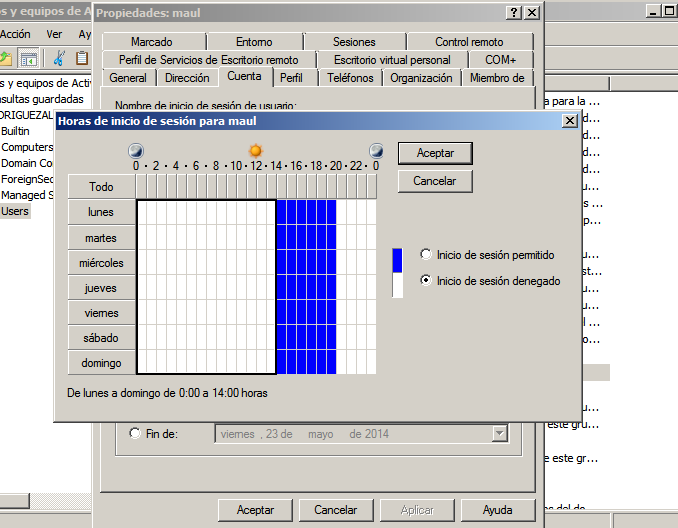 os y equipos de Ac
Propiedades: maul
Acción Ver Ay
Marcado Entorno Sesiones Control remoto
Perfil de Servicios de Escritorio remoto Escritorio virtual personal COM+
General Dirección Cuenta Perfil Teléfonos Organización Miembro de
s y equipos de Activ
Nombre de inicio de sesión de usuario:
nsultas guardadas
a para la ...
ORIGUEZAL
Horas de inicio de sesión para maul
Builtin
Computers
Domain Co
ForeignSec
Managed S
Users
0 · 2 · 4 · 6 · 8 · 10 · 12 · 14 · 16 · 18 · 20 · 22 · 0
Aceptar
Cancelar
Todo
lunes
martes
miércoles
jueves
viernes
sábado
domingo
Inicio de sesión permitido
Inicio de sesión denegado
De lunes a domingo de 0:00 a 14:00 horas
Fin de: viernes , 23 de mayo de 2014
este gru...
e este gr...
Aceptar Cancelar Aplicar Ayuda